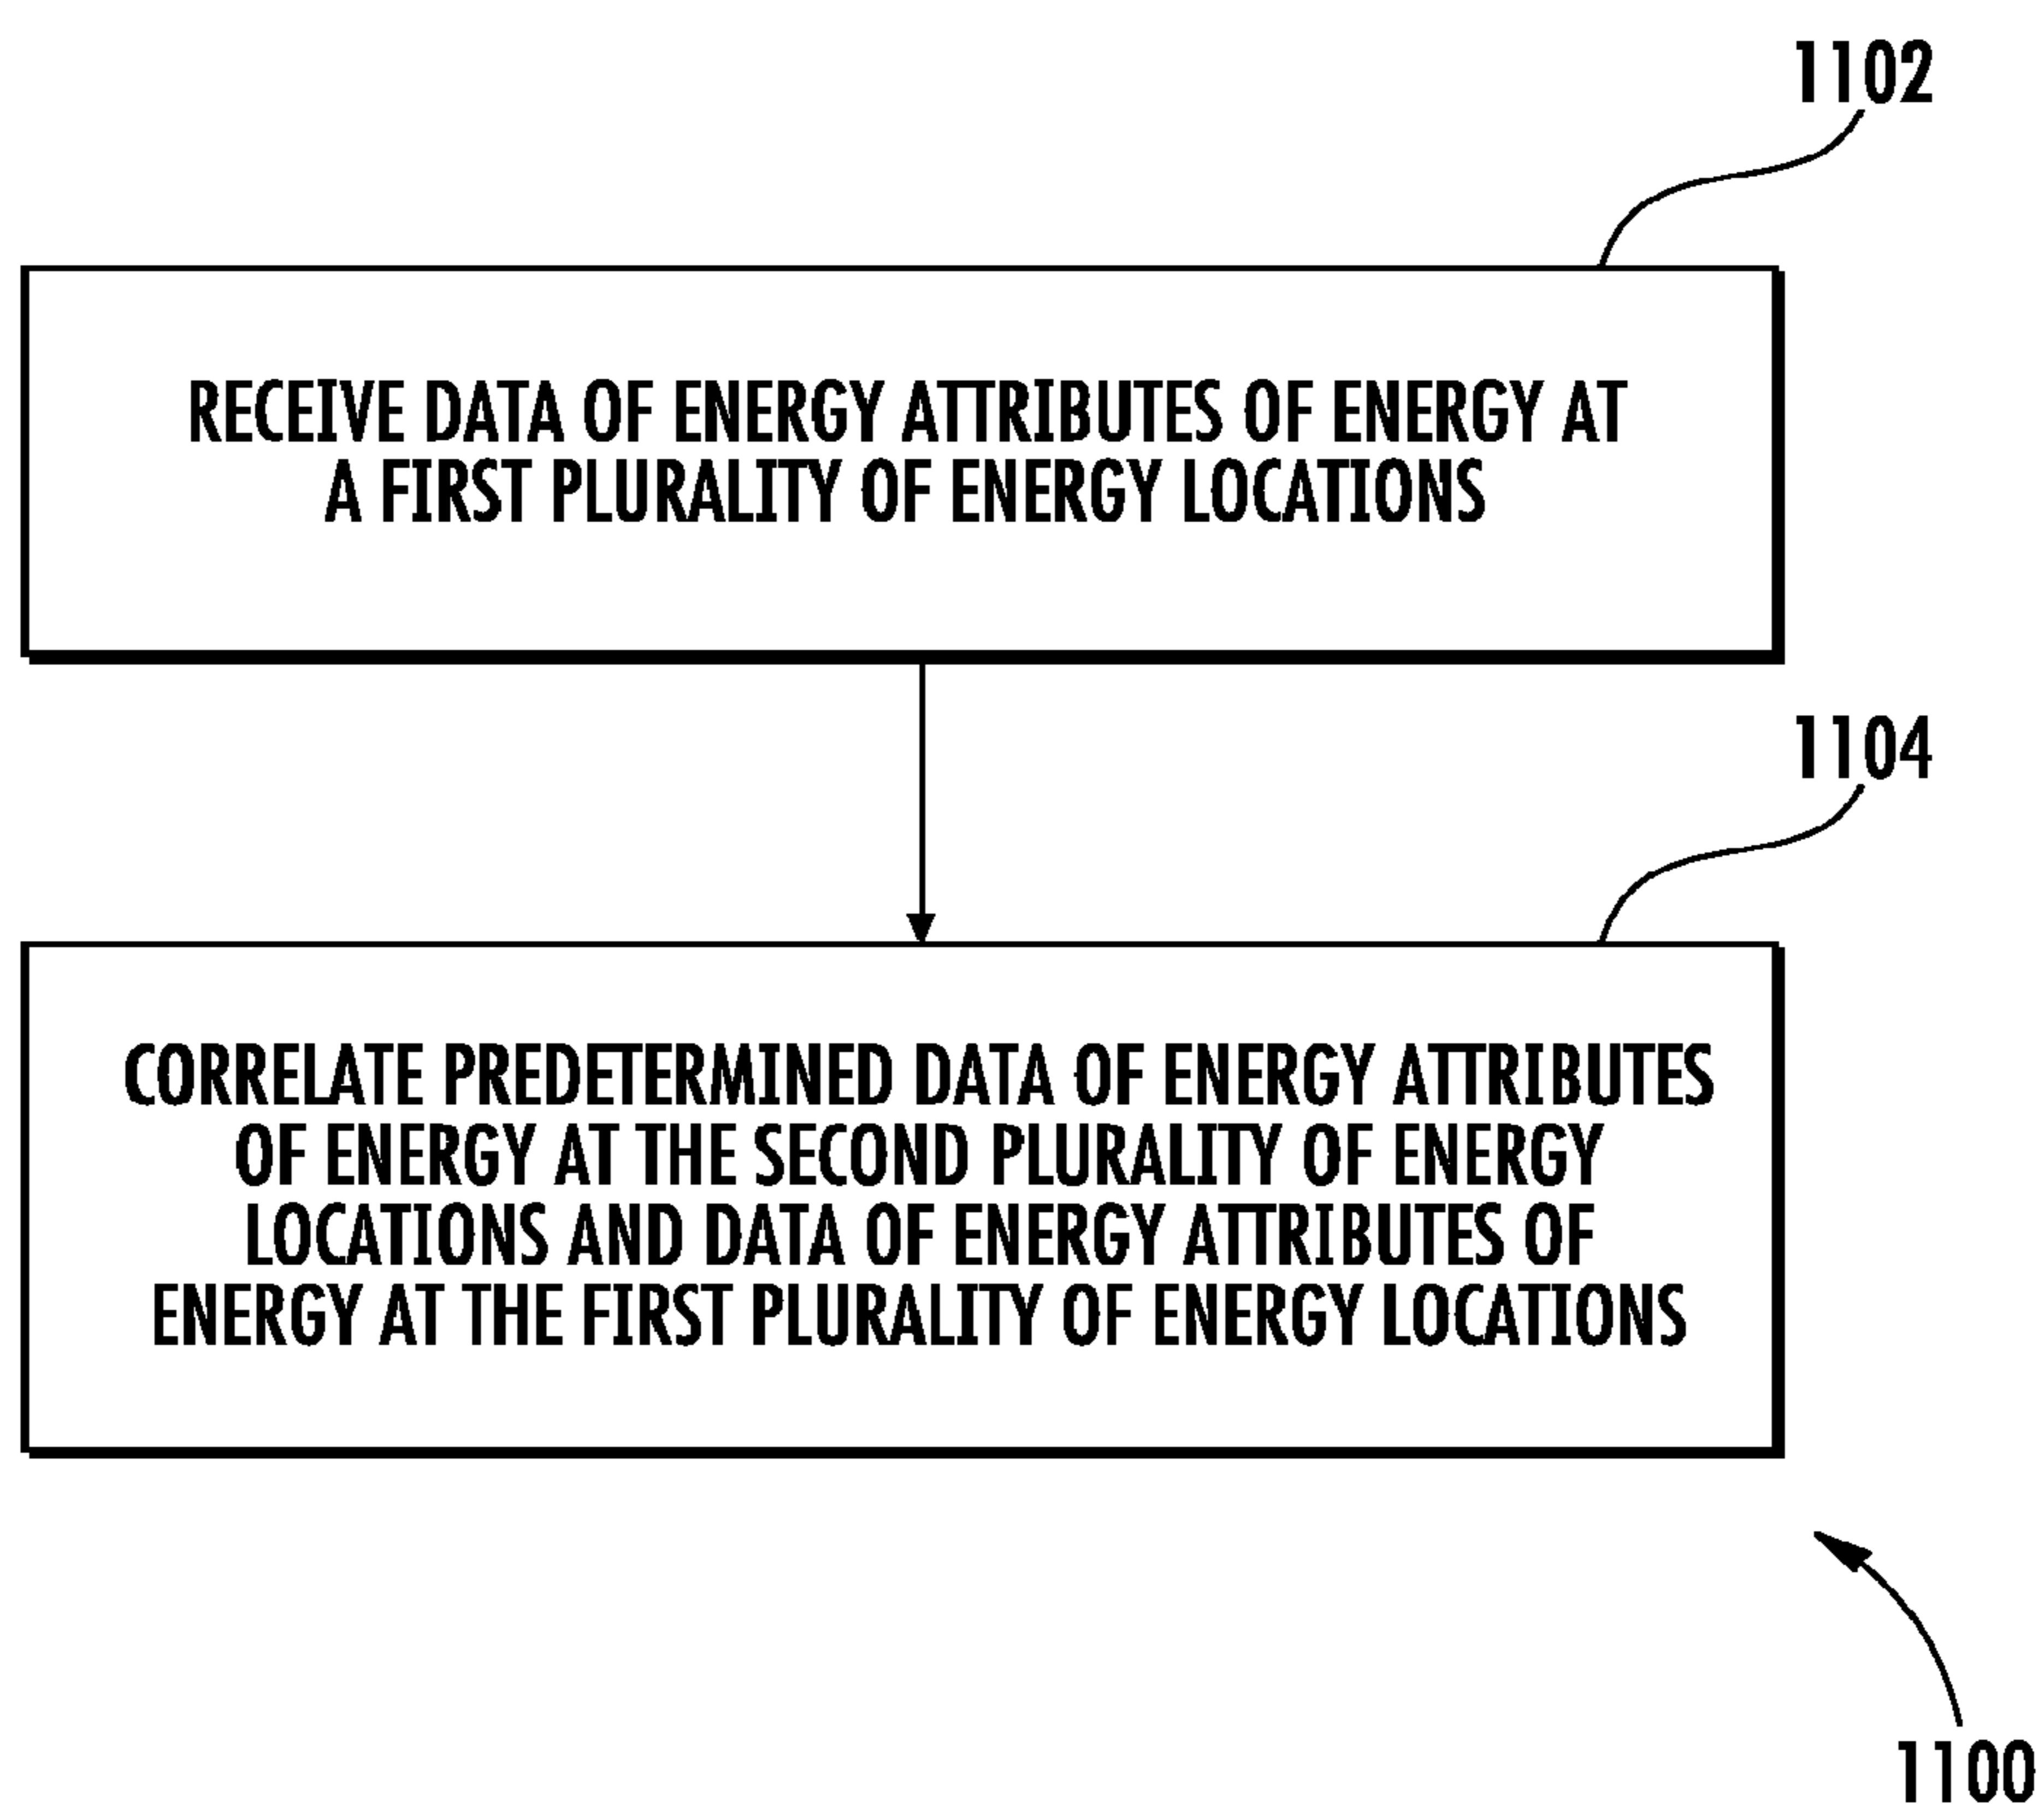 1102
RECEIVE DATA OF ENERGY ATTRIBUTES OF ENERGY AT
A FIRST PLURALITY OF ENERGY LOCATIONS
1104
CORRELATE PREDETERMINED DATA OF ENERGY ATTRIBUTES
OF ENERGY AT THE SECOND PLURALITY OF ENERGY
LOCATIONS AND DATA OF ENERGY ATTRIBUTES OF
ENERGY AT THE FIRST PLURALITY OF ENERGY LOCATIONS
1100